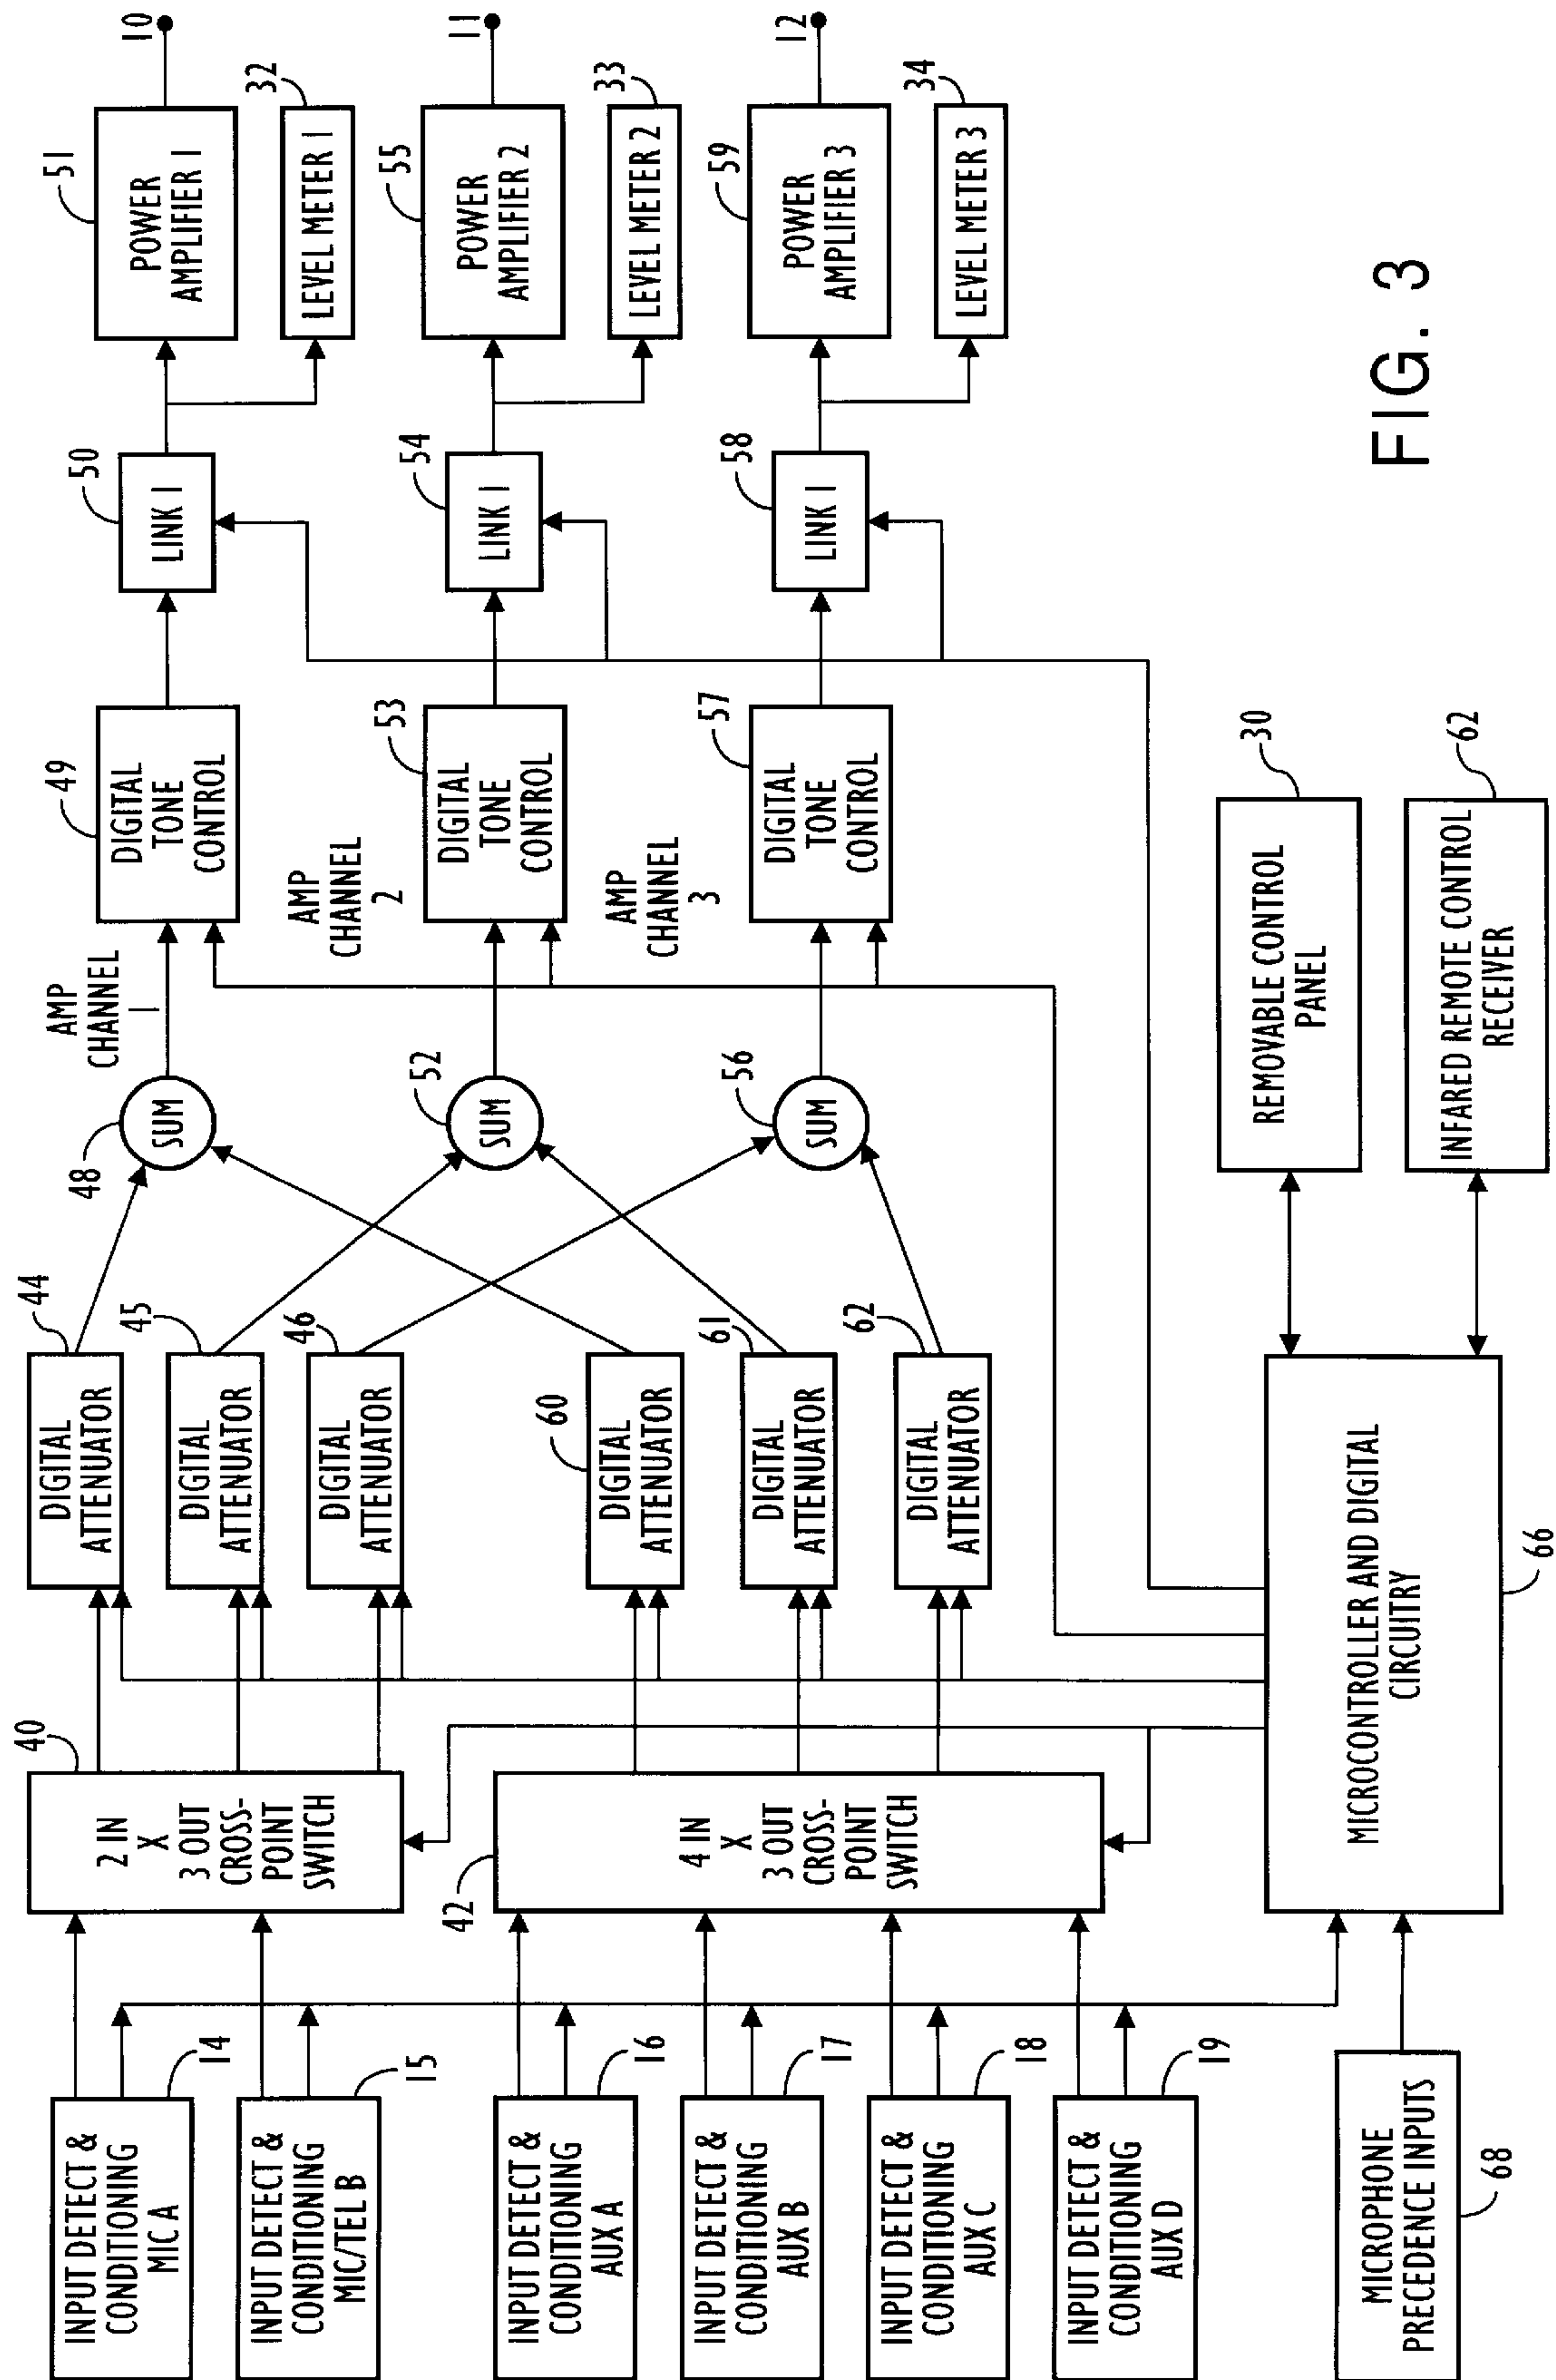 INPUT DETECT &
CONDITIONING
MIC A
14
INPUT DETECT &
CONDITIONING
MIC/TEL B
15
INPUT DETECT &
CONDITIONING
AUX A
16
INPUT DETECT &
CONDITIONING
AUX B
17
INPUT DETECT &
CONDITIONING
AUX C
18
INPUT DETECT &
CONDITIONING
AUX D
19
MICROPHONE
PRECEDENCE INPUTS
68
40
2 IN
X
3 OUT
CROSS-
POINT
SWITCH
42
4 IN
X
3 OUT
CROSS-
POINT
SWITCH
44
DIGITAL
ATTENUATOR
45
DIGITAL
ATTENUATOR
46
DIGITAL
ATTENUATOR
60
DIGITAL
ATTENUATOR
61
DIGITAL
ATTENUATOR
62
DIGITAL
ATTENUATOR
MICROCONTROLLER AND DIGITAL
CIRCUITRY
66
48
SUM
52
SUM
56
SUM
AMP
CHANNEL
1
AMP
CHANNEL
2
AMP
CHANNEL
3
49
DIGITAL
TONE
CONTROL
53
DIGITAL
TONE
CONTROL
57
DIGITAL
TONE
CONTROL
REMOVABLE CONTROL
PANEL
30
INFARED REMOTE CONTROL
RECEIVER
62
50
LINK 1
54
LINK 1
58
LINK 1
51
POWER
AMPLIFIER 1
10
LEVEL METER 1
32
55
POWER
AMPLIFIER 2
11
LEVEL METER 2
33
59
POWER
AMPLIFIER 3
12
LEVEL METER 3
34
FIG. 3